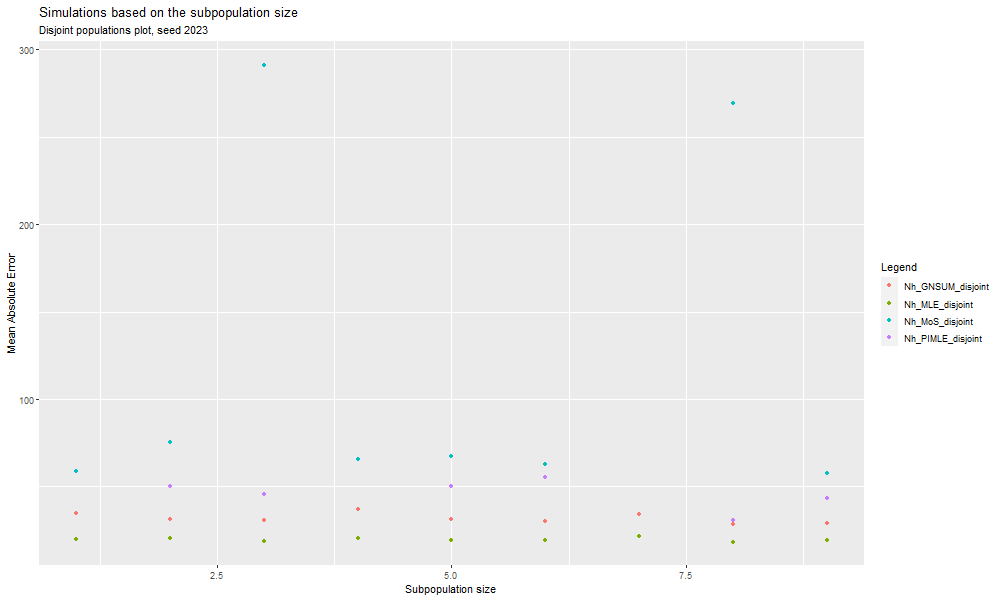 Simulations based on the subpopulation size
Disjoint populations plot, seed 2023
300
200
100
Mean Absolute Error
2.5
5.0
7.5
Subpopulation size
Legend
Nh_GNSUM_disjoint
Nh_MLE_disjoint
Nh_MoS_disjoint
Nh_PIMLE_disjoint